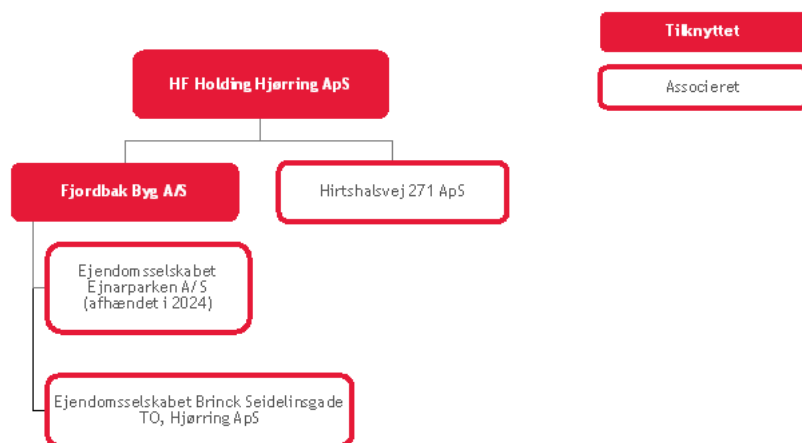 Tilknyttet
HF Holding Hjørring ApS
Associeret
Fjordbak Byg A/S
Hirtshalsvej 271 ApS
Ejendomsselskabet
Ejnarparken A/S
(afhændet i 2024)
Ejendomsselskabet Brinck Seidelinsgade
TO, Hjørring ApS